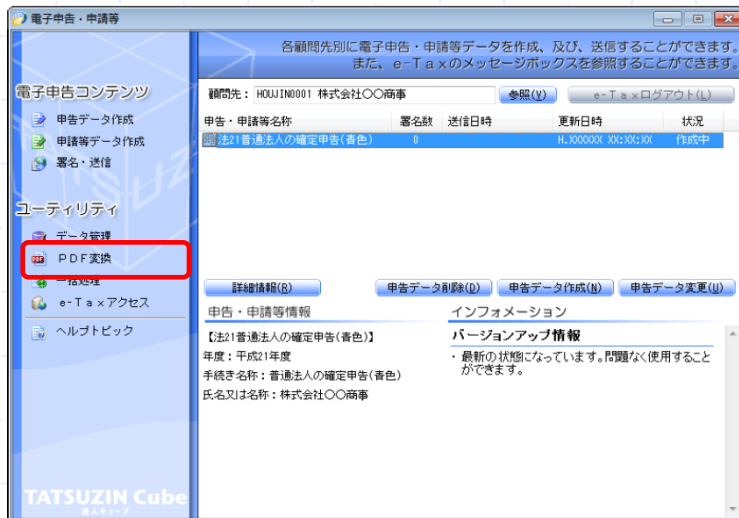 電子申告・申請等
各顧問先別に電子申告・申請等データを作成、及び、送信することができます。
また、e-Taxのメッセージボックスを参照することができます。
電子申告コンテンツ
申告データ作成
申請等データ作成
署名・送信
ユーティリティ
データ管理
PDF変換
一括処理
e-Taxアクセス
ヘルプトピック
顧問先: HOUJIN0001 株式会社〇〇商事 参照(Y) e-Taxログアウト(L)
申告・申請等名称 署名数 送信日時 更新日時 状況
法21普通法人の確定申告(青色) 0 H.XXXXXX XX:XX:XX 作成中
詳細情報(R) 申告データ削除(D) 申告データ作成(N) 申告データ変更(U)
申告・申請等情報
【法21普通法人の確定申告(青色)】
年度:平成21年度
手続き名称:普通法人の確定申告(青色)
氏名又は名称:株式会社〇〇商事
インフォメーション
バージョンアップ情報
・最新の状態になっています。問題なく使用すること
ができます。
TATSUZIN Cube
達人キューブ